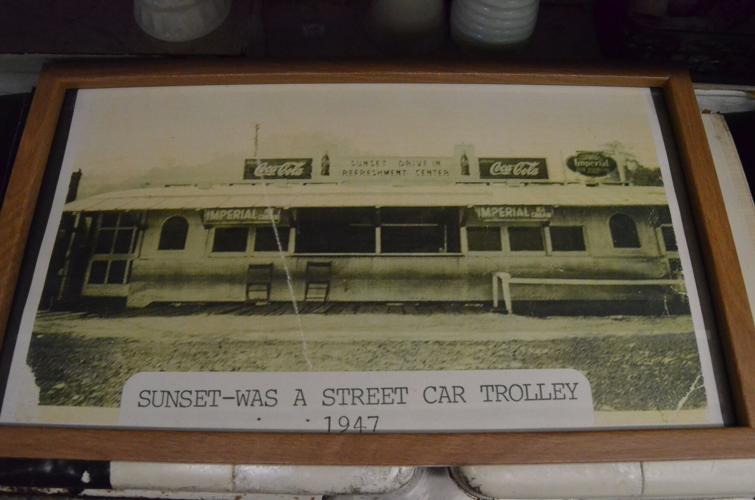 Coca-Cola
SUNSET DRIVE IN
REFRESHMENT CENTER
Coca-Cola
Imperial
IMPERIAL ICE CREAM
IMPERIAL ICE CREAM
SUNSET-WAS A STREET CAR TROLLEY
1947